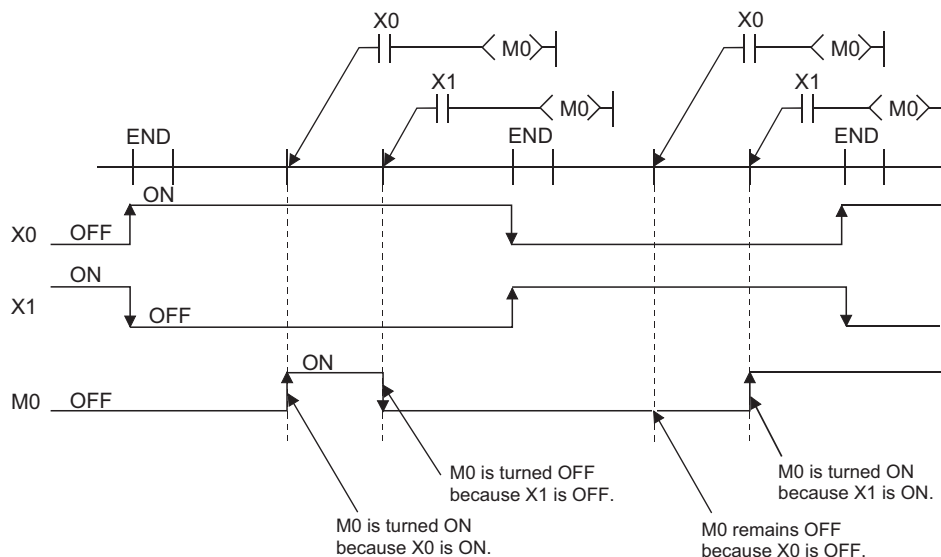 X0
M0
X0
M0
X1
M0
X1
M0
END
END
END
X0
OFF
ON
X1
ON
OFF
M0
OFF
ON
M0 is turned OFF
because X1 is OFF.
M0 is turned ON
because X1 is ON.
M0 is turned ON
because X0 is ON.
M0 remains OFF
because X0 is OFF.